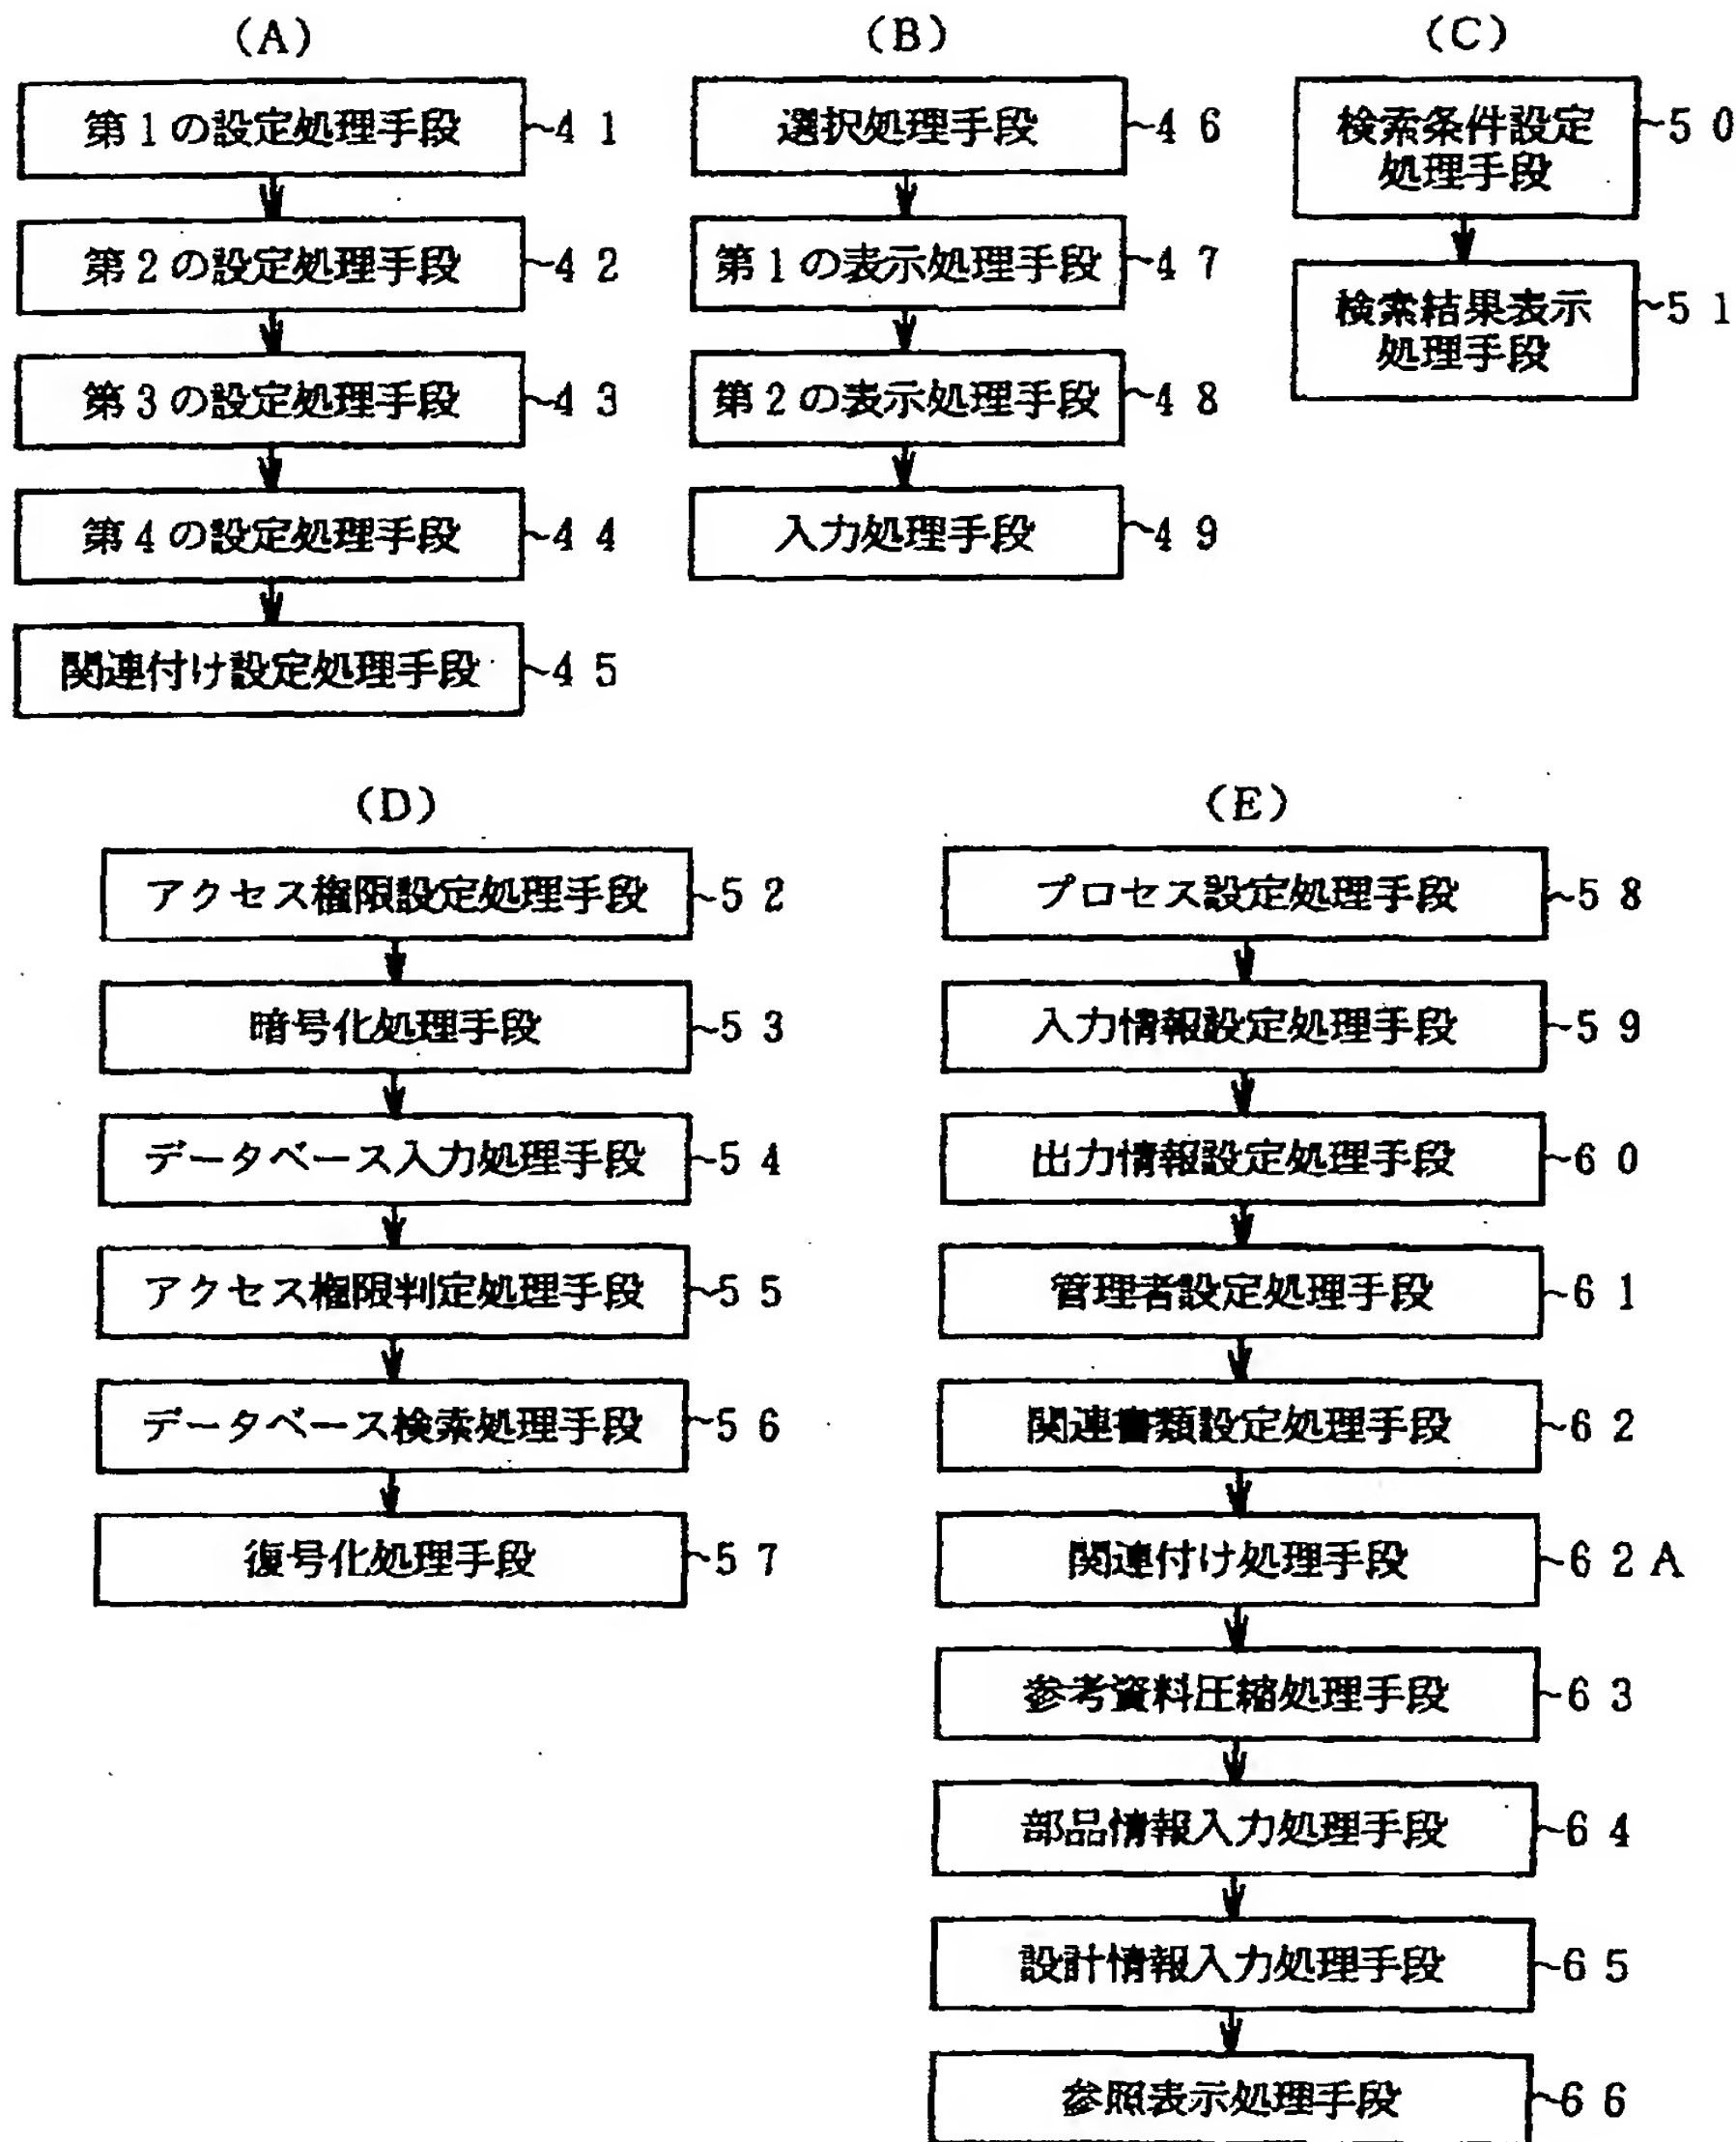 (A)
第1の設定処理手段 ~41
第2の設定処理手段 ~42
第3の設定処理手段 ~43
第4の設定処理手段 ~44
関連付け設定処理手段 ~45
(B)
選択処理手段 ~46
第1の表示処理手段 ~47
第2の表示処理手段 ~48
入力処理手段 ~49
(C)
検索条件設定 ~50
処理手段
検索結果表示 ~51
処理手段
(D)
アクセス権限設定処理手段 ~52
暗号化処理手段 ~53
データベース入力処理手段 ~54
アクセス権限判定処理手段 ~55
データベース検索処理手段 ~56
復号化処理手段 ~57
(E)
プロセス設定処理手段 ~58
入力情報設定処理手段 ~59
出力情報設定処理手段 ~60
管理者設定処理手段 ~61
関連書類設定処理手段 ~62
関連付け処理手段 ~62A
参考資料圧縮処理手段 ~63
部品情報入力処理手段 ~64
設計情報入力処理手段 ~65
参照表示処理手段 ~66